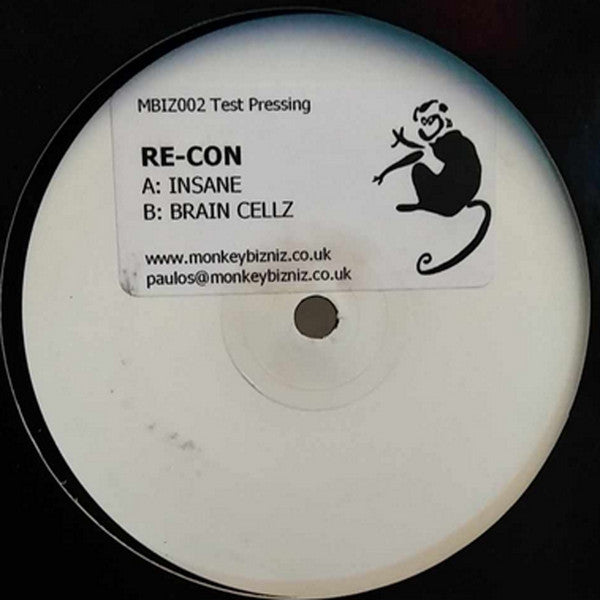 MBIZ002 Test Pressing
RE-CON
A: INSANE
B: BRAIN CELLZ
www.monkeybizniz.co.uk
paulos@monkeybizniz.co.uk